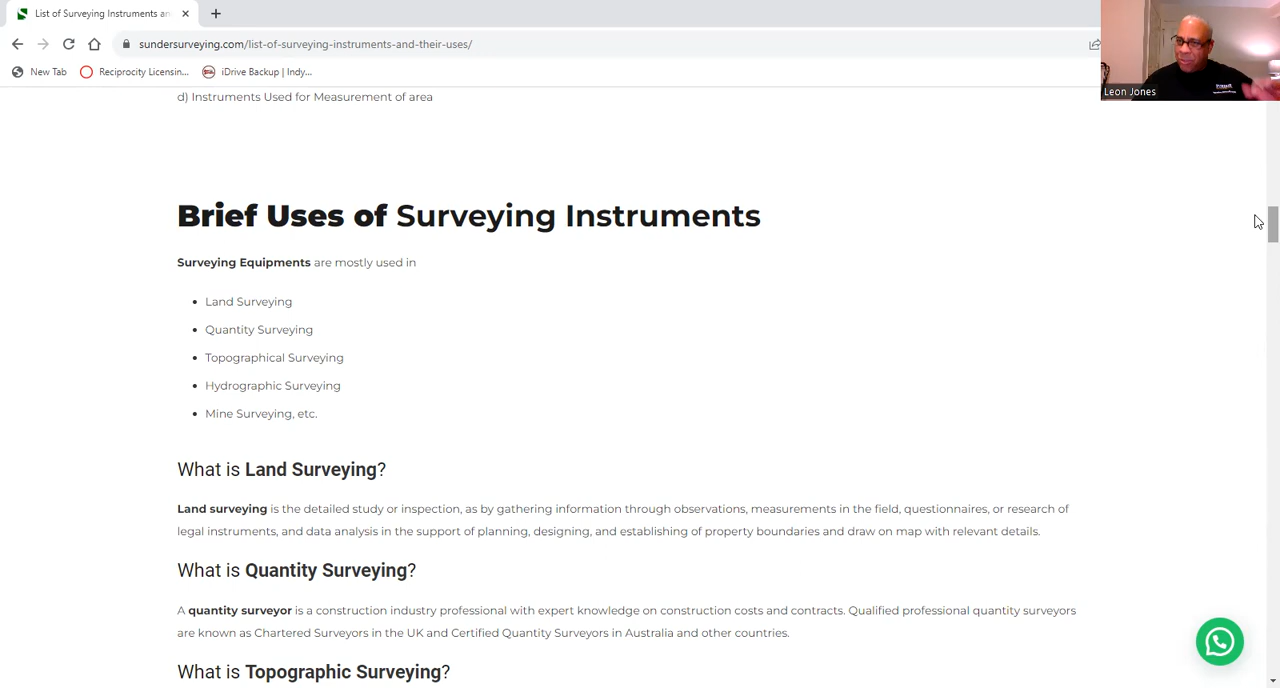 List of Surveying Instruments an
sundersurveying.com/list-of-surveying-instruments-and-their-uses/
New Tab
Reciprocity Licensin...
iDrive Backup | Indy...
Leon Jones
d) Instruments Used for Measurement of area
Brief Uses of Surveying Instruments
Surveying Equipments are mostly used in
• Land Surveying
• Quantity Surveying
• Topographical Surveying
• Hydrographic Surveying
• Mine Surveying, etc.
What is Land Surveying?
Land surveying is the detailed study or inspection, as by gathering information through observations, measurements in the field, questionnaires, or research of
legal instruments, and data analysis in the support of planning, designing, and establishing of property boundaries and draw on map with relevant details.
What is Quantity Surveying?
A quantity surveyor is a construction industry professional with expert knowledge on construction costs and contracts. Qualified professional quantity surveyors
are known as Chartered Surveyors in the UK and Certified Quantity Surveyors in Australia and other countries.
What is Topographic Surveying?